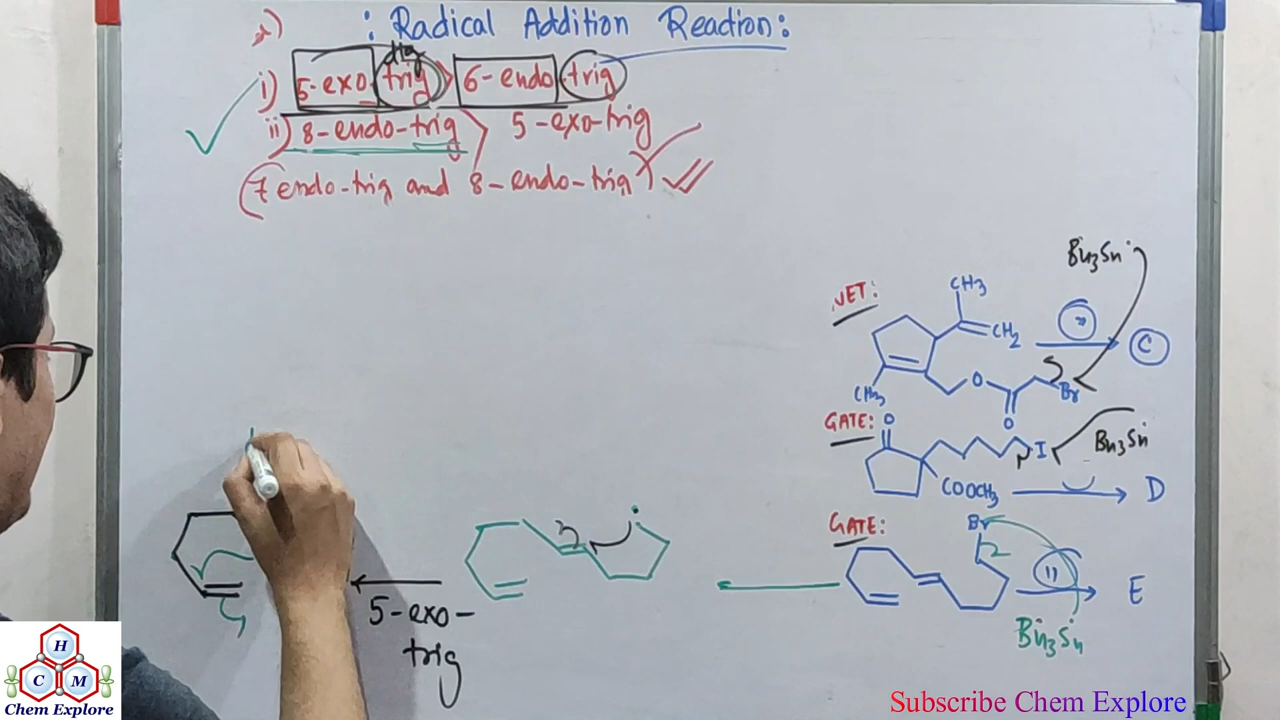 : Radical Addition Reaction:
dig
i) 5-exo trig > 6-endo trig
ii) 8-endo-trig > 5-exo-trig
(7 endo-trig and 8-endo-trig)
Bu3Sn·
NET:
CH3
CH2
C
CH3
O
O
Br
GATE:
O
I
Bu3Sn
COOCH3
D
GATE:
Br
11
E
Bu3Sn
5-exo-
trig
H
C M
Chem Explore
Subscribe Chem Explore